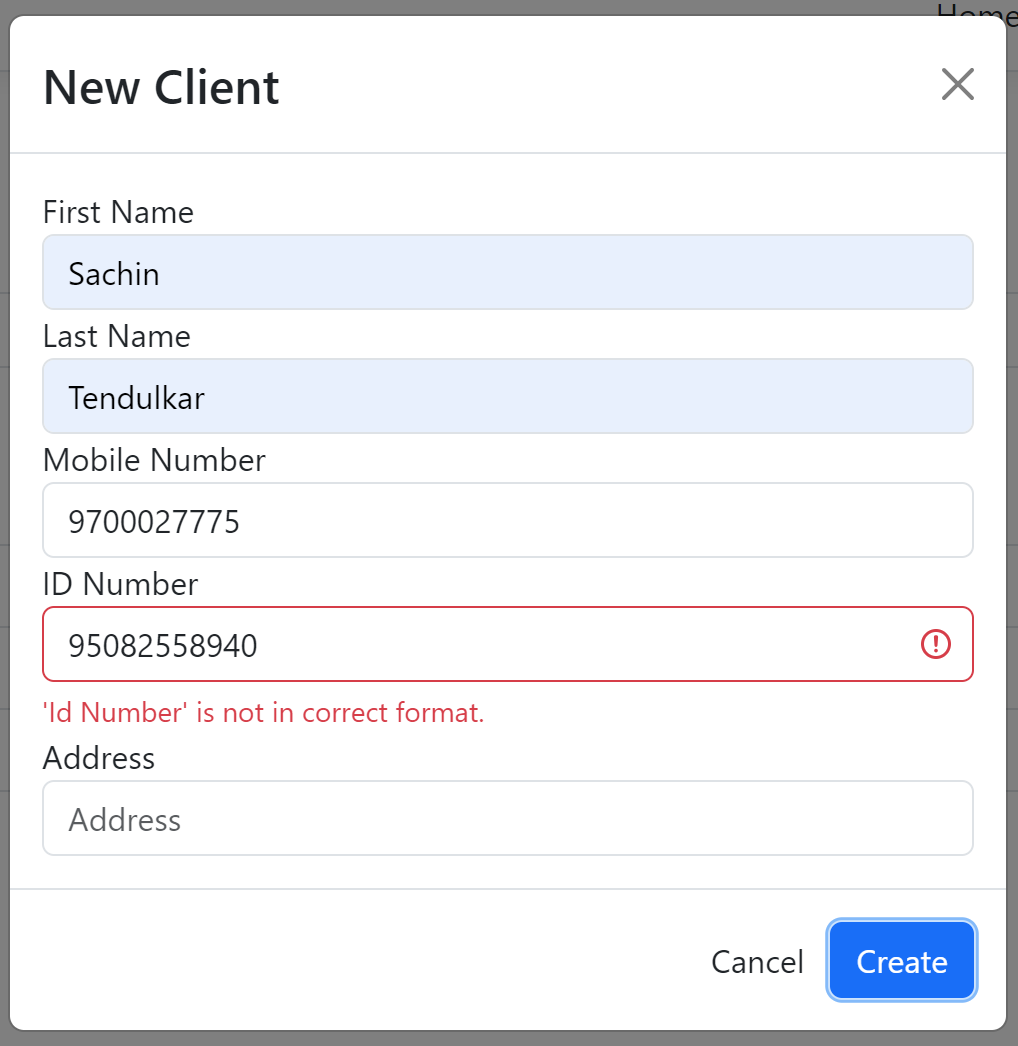 Home
New Client
First Name
Sachin
Last Name
Tendulkar
Mobile Number
9700027775
ID Number
95082558940
'Id Number' is not in correct format.
Address
Address
Cancel
Create